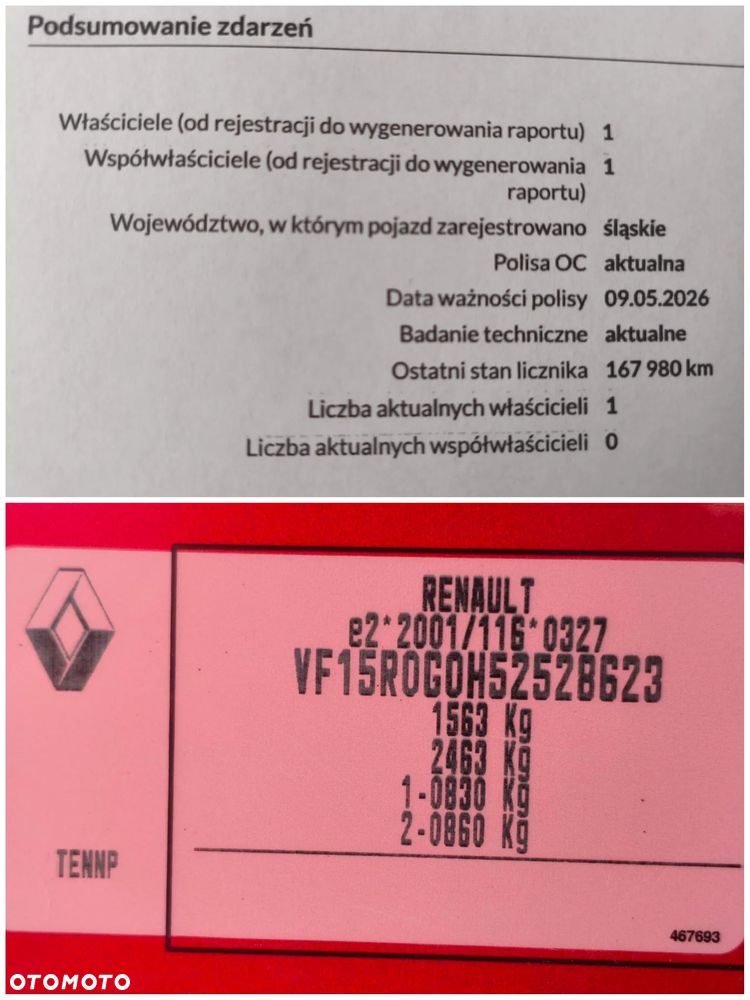 Podsumowanie zdarzeń
Właściciele (od rejestracji do wygenerowania raportu) 1
Współwłaściciele (od rejestracji do wygenerowania 1
raportu)
Województwo, w którym pojazd zarejestrowano śląskie
Polisa OC aktualna
Data ważności polisy 09.05.2026
Badanie techniczne aktualne
Ostatni stan licznika 167 980 km
Liczba aktualnych właścicieli 1
Liczba aktualnych współwłaścicieli 0
RENAULT
e2*2001/116*0327
VF15R0G0H52528623
1563 Kg
2463 Kg
1-0830 Kg
2-0860 Kg
TENNP
467693
OTOMOTO